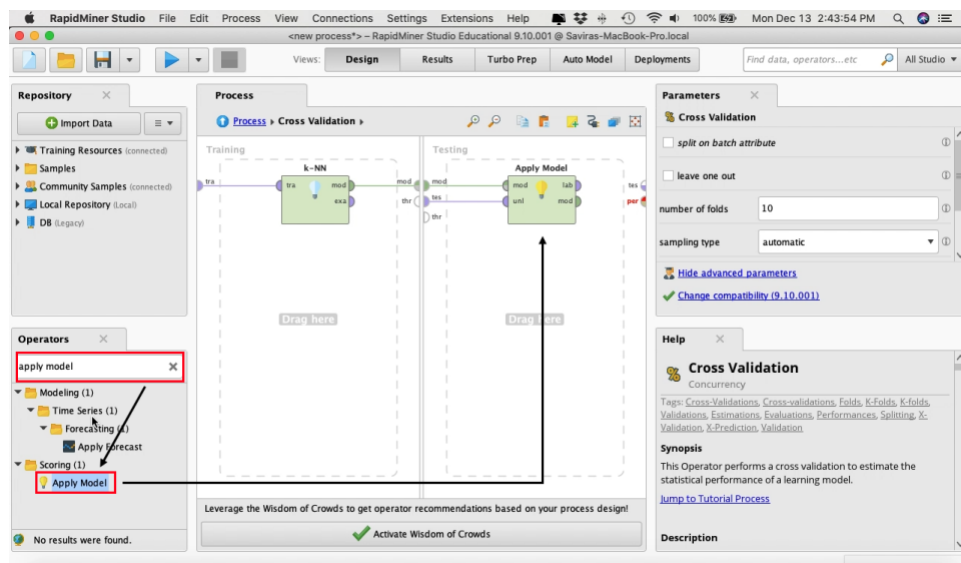 RapidMiner Studio File Edit Process View Connections Settings Extensions Help 100% Mon Dec 13 2:43:54 PM
<new process*> – RapidMiner Studio Educational 9.10.001 @ Saviras-MacBook-Pro.local
Views: Design Results Turbo Prep Auto Model Deployments Find data, operators...etc All Studio
Repository
Import Data
Training Resources (connected)
Samples
Community Samples (connected)
Local Repository (Local)
DB (Legacy)
Operators
apply model
Modeling (1)
Time Series (1)
Forecasting (1)
Apply Forecast
Scoring (1)
Apply Model
No results were found.
Process
Process Cross Validation
Training
Testing
k-NN
tra
tra mod
exa
mod
thr
Apply Model
mod
tes
thr
mod lab
unl mod
tes
per
Drag here
Drag here
Leverage the Wisdom of Crowds to get operator recommendations based on your process design!
Activate Wisdom of Crowds
Parameters
Cross Validation
split on batch attribute
leave one out
number of folds 10
sampling type automatic
Hide advanced parameters
Change compatibility (9.10.001)
Help
Cross Validation
Concurrency
Tags: Cross-Validations, Cross-validations, Folds, K-Folds, K-folds,
Validations, Estimations, Evaluations, Performances, Splitting, X-
Validation, X-Prediction, Validation
Synopsis
This Operator performs a cross validation to estimate the
statistical performance of a learning model.
Jump to Tutorial Process
Description